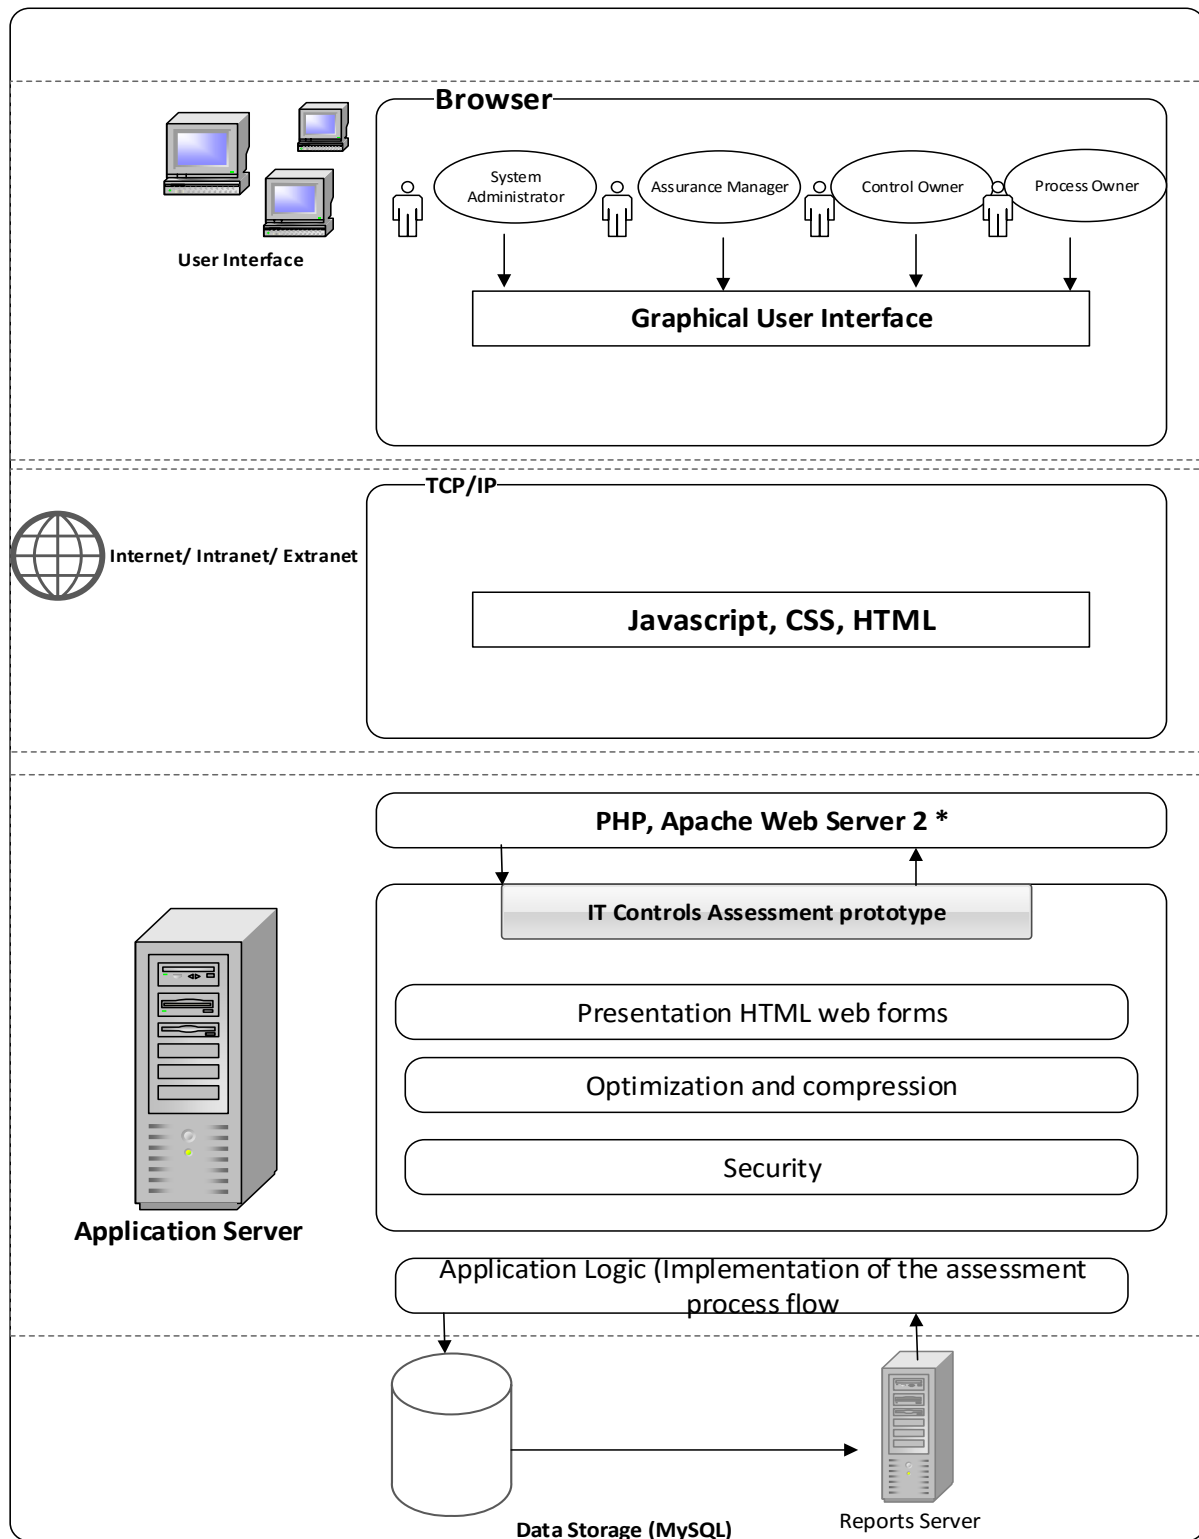 Browser
System
Administrator
Assurance Manager
Control Owner
Process Owner
User Interface
Graphical User Interface
TCP/IP
Internet/ Intranet/ Extranet
Javascript, CSS, HTML
PHP, Apache Web Server 2 *
IT Controls Assessment prototype
Presentation HTML web forms
Optimization and compression
Security
Application Server
Application Logic (Implementation of the assessment
process flow
Reports Server
Data Storage (MySQL)